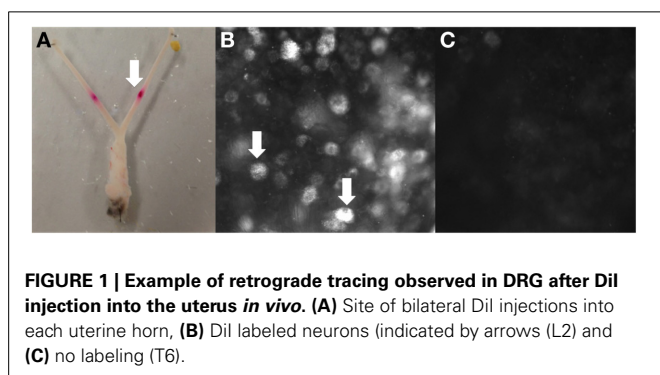 A B C
FIGURE 1 | Example of retrograde tracing observed in DRG after DiI
injection into the uterus in vivo. (A) Site of bilateral DiI injections into
each uterine horn, (B) DiI labeled neurons (indicated by arrows (L2) and
(C) no labeling (T6).